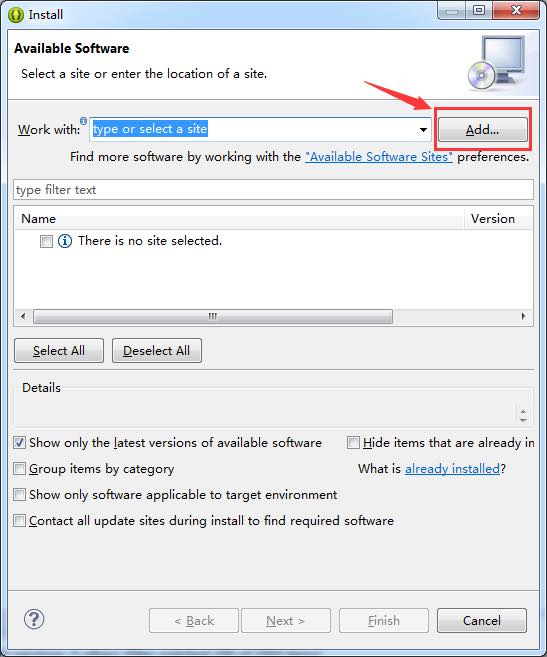 Install
Available Software
Select a site or enter the location of a site.
Work with: type or select a site Add...
Find more software by working with the "Available Software Sites" preferences.
type filter text
Name Version
There is no site selected.
Select All Deselect All
Details
Show only the latest versions of available software Hide items that are already in
Group items by category What is already installed?
Show only software applicable to target environment
Contact all update sites during install to find required software
< Back Next > Finish Cancel